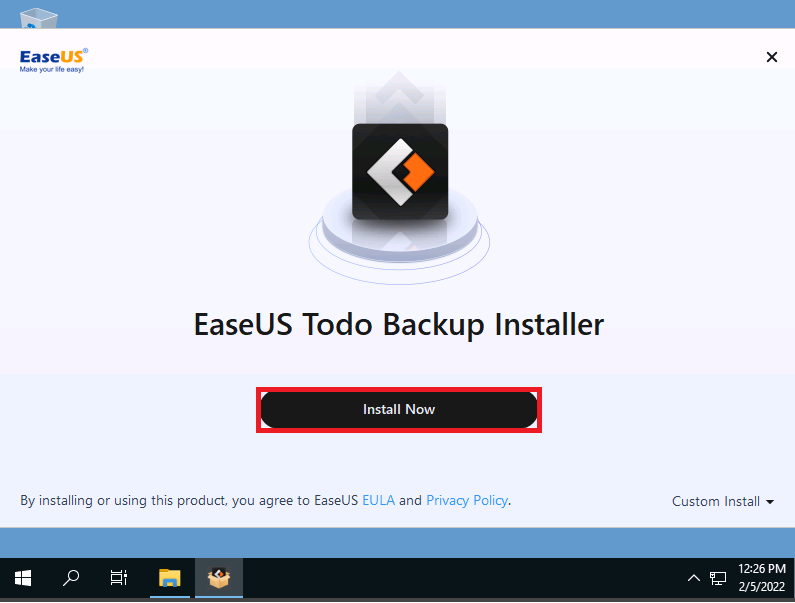 EaseUS®
Make your life easy!
EaseUS Todo Backup Installer
Install Now
By installing or using this product, you agree to EaseUS EULA and Privacy Policy.
Custom Install
12:26 PM
2/5/2022